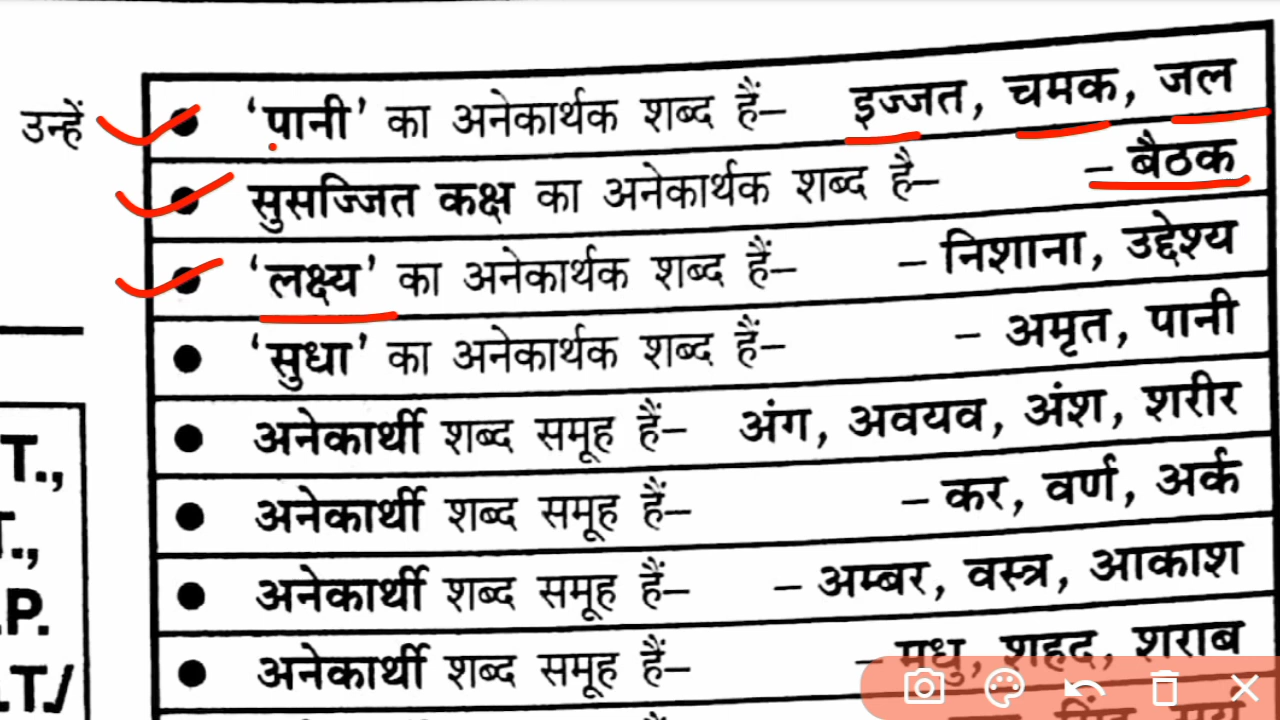 उन्हें
• 'पानी' का अनेकार्थक शब्द हैं– इज्जत, चमक, जल
• सुसज्जित कक्ष का अनेकार्थक शब्द है– – बैठक
• 'लक्ष्य' का अनेकार्थक शब्द हैं– – निशाना, उद्देश्य
• 'सुधा' का अनेकार्थक शब्द हैं– – अमृत, पानी
• अनेकार्थी शब्द समूह हैं– अंग, अवयव, अंश, शरीर
T.,
• अनेकार्थी शब्द समूह हैं– – कर, वर्ण, अर्क
T.,
• अनेकार्थी शब्द समूह हैं– – अम्बर, वस्त्र, आकाश
.P.
• अनेकार्थी शब्द समूह हैं– – मधु, शहद, शराब
.T./